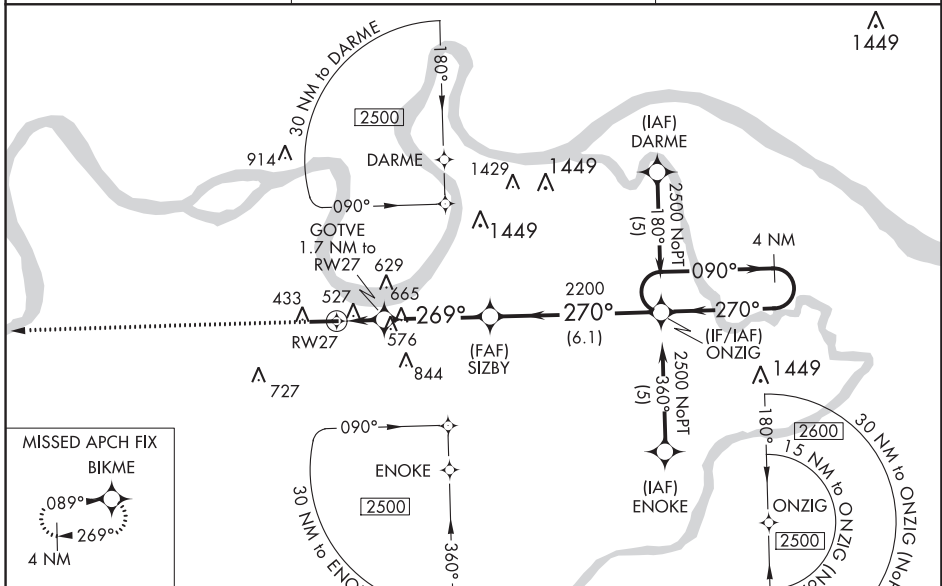 1449
30 NM to DARME
180°
2500
DARME
090°
914
GOTVE
1.7 NM to
RW27
1429
1449
1449
(IAF)
DARME
2500 NoPT
180°
(5)
4 NM
090°
629
665
433
527
RW27
576
269°
2200
270°
(6.1)
270°
(FAF)
SIZBY
(IF/IAF)
ONZIG
844
727
1449
2500 NoPT
360°
(5)
(IAF)
ENOKE
MISSED APCH FIX
BIKME
089°
269°
4 NM
090°
ENOKE
2500
360°
30 NM to ENO
180°
2600
30 NM to ONZIG (NoP
15 NM to ONZIG (No
ONZIG
2500